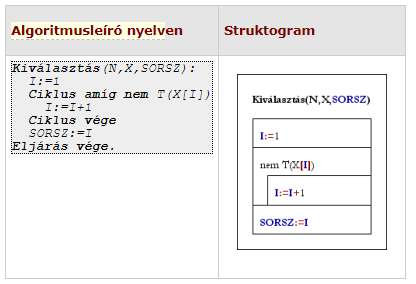 Algoritmusleíró nyelven
Struktogram
Kiválasztás(N,X,SORSZ):
I:=1
Ciklus amíg nem T(X[I])
I:=I+1
Ciklus vége
SORSZ:=I
Eljárás vége.
Kiválasztás(N,X,SORSZ)
I:=1
nem T(X[I])
I:=I+1
SORSZ:=I